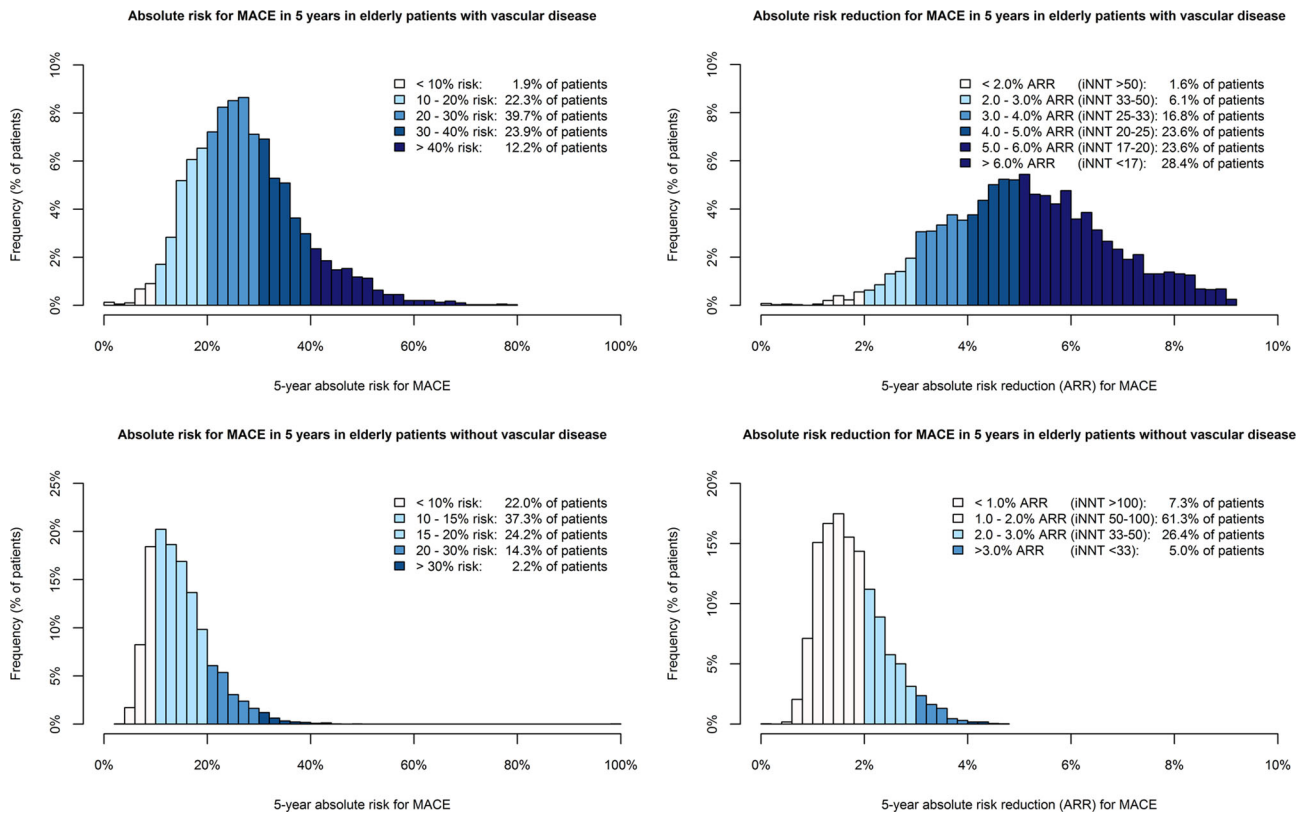 Absolute risk for MACE in 5 years in elderly patients with vascular disease
Frequency (% of patients)
10%
8%
6%
4%
2%
0%
< 10% risk: 1.9% of patients
10 - 20% risk: 22.3% of patients
20 - 30% risk: 39.7% of patients
30 - 40% risk: 23.9% of patients
> 40% risk: 12.2% of patients
0% 20% 40% 60% 80% 100%
5-year absolute risk for MACE
Absolute risk reduction for MACE in 5 years in elderly patients with vascular disease
Frequency (% of patients)
10%
8%
6%
4%
2%
0%
< 2.0% ARR (iNNT >50): 1.6% of patients
2.0 - 3.0% ARR (iNNT 33-50): 6.1% of patients
3.0 - 4.0% ARR (iNNT 25-33): 16.8% of patients
4.0 - 5.0% ARR (iNNT 20-25): 23.6% of patients
5.0 - 6.0% ARR (iNNT 17-20): 23.6% of patients
> 6.0% ARR (iNNT <17): 28.4% of patients
0% 2% 4% 6% 8% 10%
5-year absolute risk reduction (ARR) for MACE
Absolute risk for MACE in 5 years in elderly patients without vascular disease
Frequency (% of patients)
25%
20%
15%
10%
5%
0%
< 10% risk: 22.0% of patients
10 - 15% risk: 37.3% of patients
15 - 20% risk: 24.2% of patients
20 - 30% risk: 14.3% of patients
> 30% risk: 2.2% of patients
0% 20% 40% 60% 80% 100%
5-year absolute risk for MACE
Absolute risk reduction for MACE in 5 years in elderly patients without vascular disease
Frequency (% of patients)
20%
15%
10%
5%
0%
< 1.0% ARR (iNNT >100): 7.3% of patients
1.0 - 2.0% ARR (iNNT 50-100): 61.3% of patients
2.0 - 3.0% ARR (iNNT 33-50): 26.4% of patients
>3.0% ARR (iNNT <33): 5.0% of patients
0% 2% 4% 6% 8% 10%
5-year absolute risk reduction (ARR) for MACE